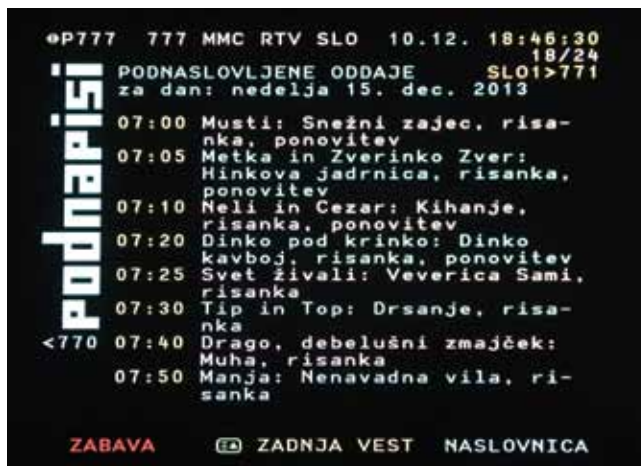 P777 777 MMC RTV SLO 10.12. 18:46:30
18/24
PODNASLOVLJENE ODDAJE SLO1>771
za dan: nedelja 15. dec. 2013
podnapisi
07:00 Musti: Snežni zajec, risa-
nka, ponovitev
07:05 Metka in Zverinko Zver:
Hinkova jadrnica, risanka,
ponovitev
07:10 Neli in Cezar: Kihanje,
risanka, ponovitev
07:20 Dinko pod krinko: Dinko
kavboj, risanka, ponovitev
07:25 Svet živali: Veverica Sami,
risanka
07:30 Tip in Top: Drsanje, risa-
nka
<770 07:40 Drago, debelušni zmajček:
Muha, risanka
07:50 Manja: Nenavadna vila, ri-
sanka
ZABAVA ZADNJA VEST NASLOVNICA